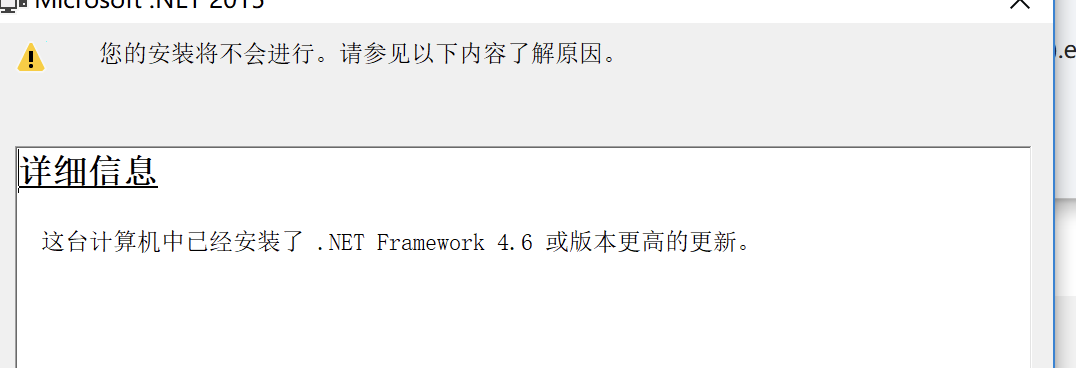 Microsoft .NET 2015
您的安装将不会进行。请参见以下内容了解原因。
.e
详细信息
这台计算机中已经安装了 .NET Framework 4.6 或版本更高的更新。